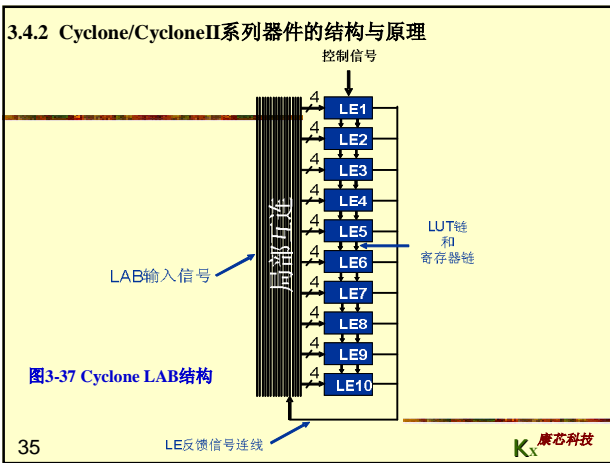 3.4.2 Cyclone/CycloneII系列器件的结构与原理
控制信号
4
LE1
4
LE2
4
LE3
4
LE4
4
LE5
4
LE6
4
LE7
4
LE8
4
LE9
4
LE10
局部互连
LUT链
和
寄存器链
LAB输入信号
图3-37 Cyclone LAB结构
LE反馈信号连线
35
KX 康芯科技